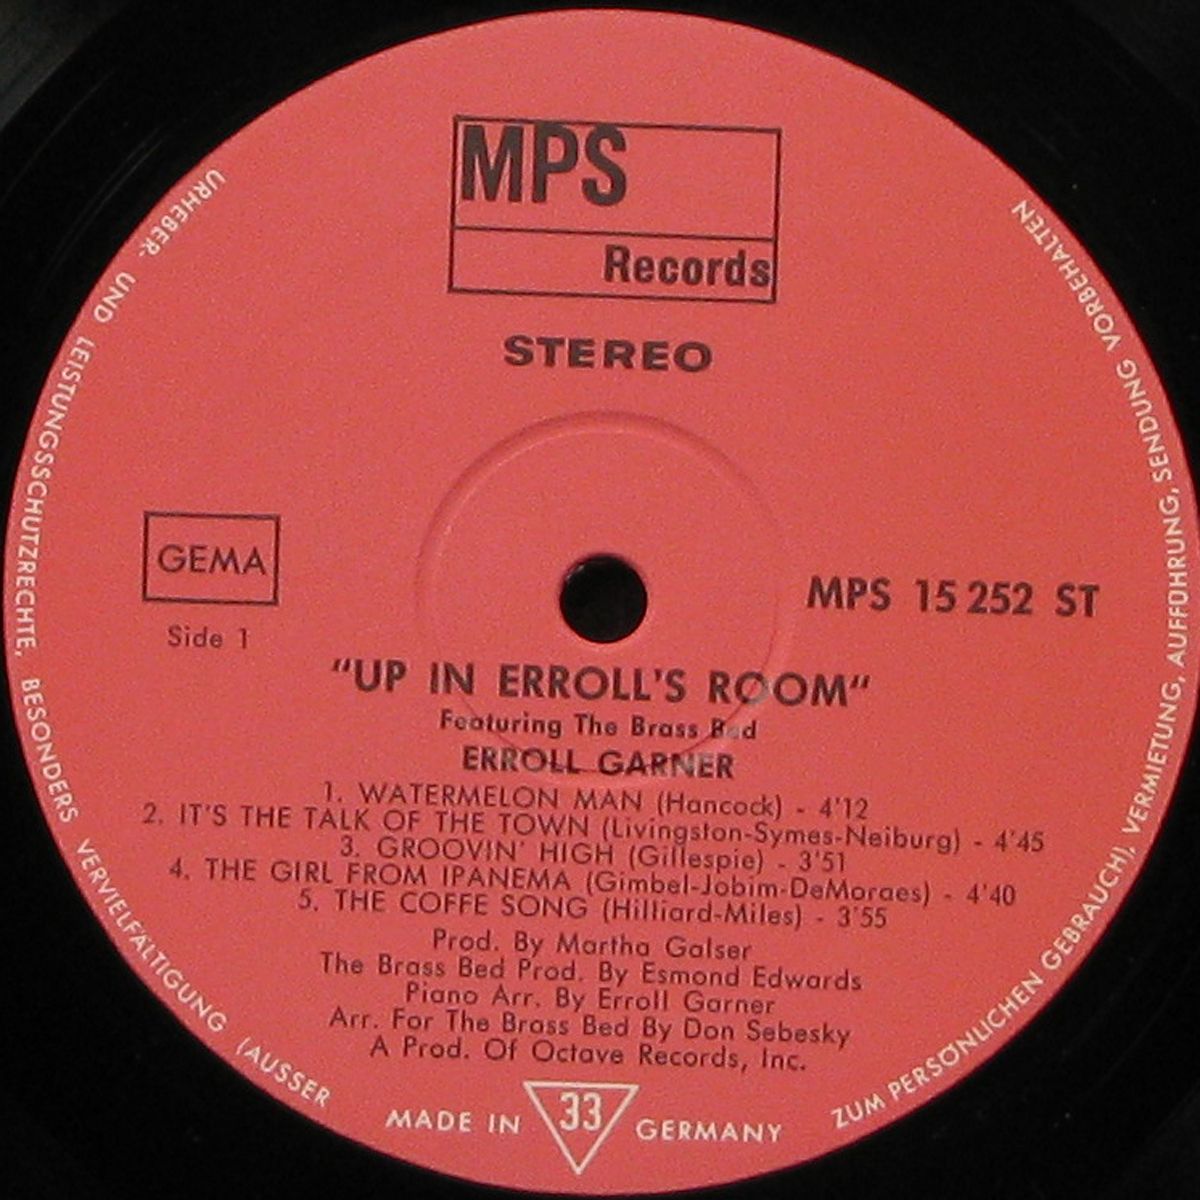 MPS
Records
STEREO
GEMA
Side 1
MPS 15 252 ST
"UP IN ERROLL'S ROOM"
Featuring The Brass Bed
ERROLL GARNER
1. WATERMELON MAN (Hancock) - 4'12
2. IT'S THE TALK OF THE TOWN (Livingston-Symes-Neiburg) - 4'45
3. GROOVIN' HIGH (Gillespie) - 3'51
4. THE GIRL FROM IPANEMA (Gimbel-Jobim-DeMoraes) - 4'40
5. THE COFFE SONG (Hilliard-Miles) - 3'55
Prod. By Martha Galser
The Brass Bed Prod. By Esmond Edwards
Piano Arr. By Erroll Garner
Arr. For The Brass Bed By Don Sebesky
A Prod. Of Octave Records, Inc.
MADE IN 33 GERMANY
URHEBER- UND LEISTUNGSSCHUTZRECHTE, BESONDERS VERVIELFÄLTIGUNG (AUSSER ZUM PERSÖNLICHEN GEBRAUCH), VERMIETUNG, AUFFÜHRUNG, SENDUNG VORBEHALTEN